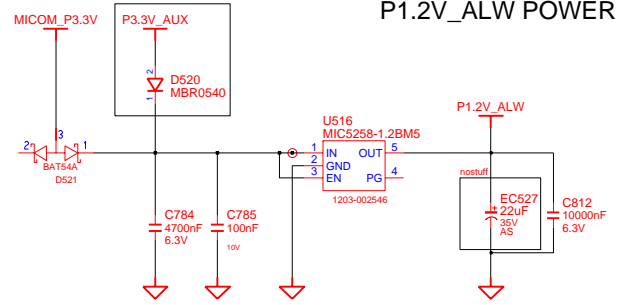 P1.2V_ALW POWER
MICOM_P3.3V
P3.3V_AUX
2
D520
MBR0540
1
U516
MIC5258-1.2BM5
P1.2V_ALW
3
2
1
BAT54A
D521
1 IN OUT 5
2 GND
3 EN PG 4
1203-002546
nostuff
EC527
22uF
35V
AS
C812
10000nF
6.3V
C784
4700nF
6.3V
C785
100nF
10V